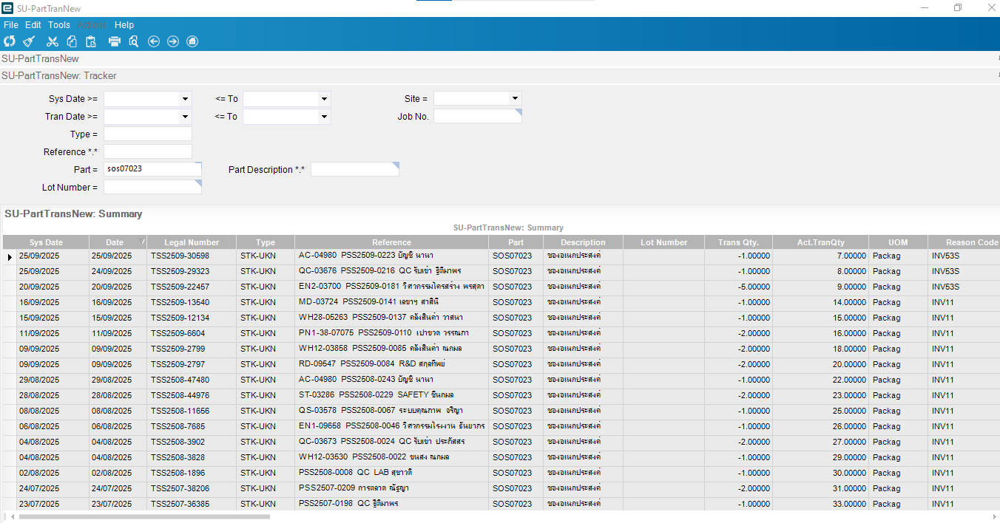 SU-PartTranNew
File Edit Tools Actions Help
SU-PartTransNew
SU-PartTransNew: Tracker
Sys Date >= <= To Site =
Tran Date >= <= To Job No.
Type =
Reference *.*
Part = sos07023 Part Description *.*
Lot Number =
SU-PartTransNew: Summary
SU-PartTransNew: Summary
Sys Date Date Legal Number Type Reference Part Description Lot Number Trans Qty. Act.TranQty UOM Reason Code
25/09/2025 25/09/2025 TSS2509-30598 STK-UKN AC-04980 PSS2509-0223 บัญชี นานา SOS07023 ซองอเนกประสงค์ -1.00000 7.00000 Packag INV53S
25/09/2025 24/09/2025 TSS2509-29323 STK-UKN QC-03676 PSS2509-0216 QC รับเข้า ฐิติมาพร SOS07023 ซองอเนกประสงค์ -1.00000 8.00000 Packag INV53S
20/09/2025 20/09/2025 TSS2509-22457 STK-UKN EN2-03700 PSS2509-0181 วิศวกรรมโครสร้าง พรสุดา SOS07023 ซองอเนกประสงค์ -5.00000 9.00000 Packag INV53S
16/09/2025 16/09/2025 TSS2509-13540 STK-UKN MD-03724 PSS2509-0141 เลขาฯ สาสินี SOS07023 ซองอเนกประสงค์ -1.00000 14.00000 Packag INV11
15/09/2025 15/09/2025 TSS2509-12134 STK-UKN WH28-05263 PSS2509-0137 คลังสินค้า วาสนา SOS07023 ซองอเนกประสงค์ -1.00000 15.00000 Packag INV11
11/09/2025 11/09/2025 TSS2509-6604 STK-UKN PN1-38-07075 PSS2509-0110 เป่าขวด วรรณภา SOS07023 ซองอเนกประสงค์ -2.00000 16.00000 Packag INV11
09/09/2025 09/09/2025 TSS2509-2799 STK-UKN WH12-03858 PSS2509-0085 คลังสินค้า ณกมล SOS07023 ซองอเนกประสงค์ -2.00000 18.00000 Packag INV11
09/09/2025 09/09/2025 TSS2509-2797 STK-UKN RD-09547 PSS2509-0084 R&D สกุลทิพย์ SOS07023 ซองอเนกประสงค์ -2.00000 20.00000 Packag INV11
29/08/2025 29/08/2025 TSS2508-47480 STK-UKN AC-04980 PSS2508-0243 บัญชี นานา SOS07023 ซองอเนกประสงค์ -1.00000 22.00000 Packag INV11
28/08/2025 28/08/2025 TSS2508-44976 STK-UKN ST-03286 PSS2508-0229 SAFETY SOS07023 ซองอเนกประสงค์ -2.00000 23.00000 Packag INV11
08/08/2025 08/08/2025 TSS2508-11656 STK-UKN QS-03578 PSS2508-0067 ระบบคุณภาพ จริญา SOS07023 ซองอเนกประสงค์ -1.00000 25.00000 Packag INV11
06/08/2025 06/08/2025 TSS2508-7685 STK-UKN EN1-09658 PSS2508-0046 วิศวกรรมโรงงาน ธันยากร SOS07023 ซองอเนกประสงค์ -1.00000 26.00000 Packag INV11
04/08/2025 04/08/2025 TSS2508-3902 STK-UKN QC-03673 PSS2508-0024 QC รับเข้า ประภัสสร SOS07023 ซองอเนกประสงค์ -2.00000 27.00000 Packag INV11
04/08/2025 04/08/2025 TSS2508-3828 STK-UKN WH12-03530 PSS2508-0022 ขนส่ง ณกมล SOS07023 ซองอเนกประสงค์ -1.00000 29.00000 Packag INV11
02/08/2025 02/08/2025 TSS2508-1896 STK-UKN PSS2508-0008 QC LAB สุชาวดี SOS07023 ซองอเนกประสงค์ -1.00000 30.00000 Packag INV11
24/07/2025 24/07/2025 TSS2507-38206 STK-UKN PSS2507-0209 การตลาด ณัฐญา SOS07023 ซองอเนกประสงค์ -2.00000 31.00000 Packag INV11
23/07/2025 23/07/2025 TSS2507-36385 STK-UKN PSS2507-0198 QC ฐิติมาพร SOS07023 ซองอเนกประสงค์ -1.00000 33.00000 Packag INV11